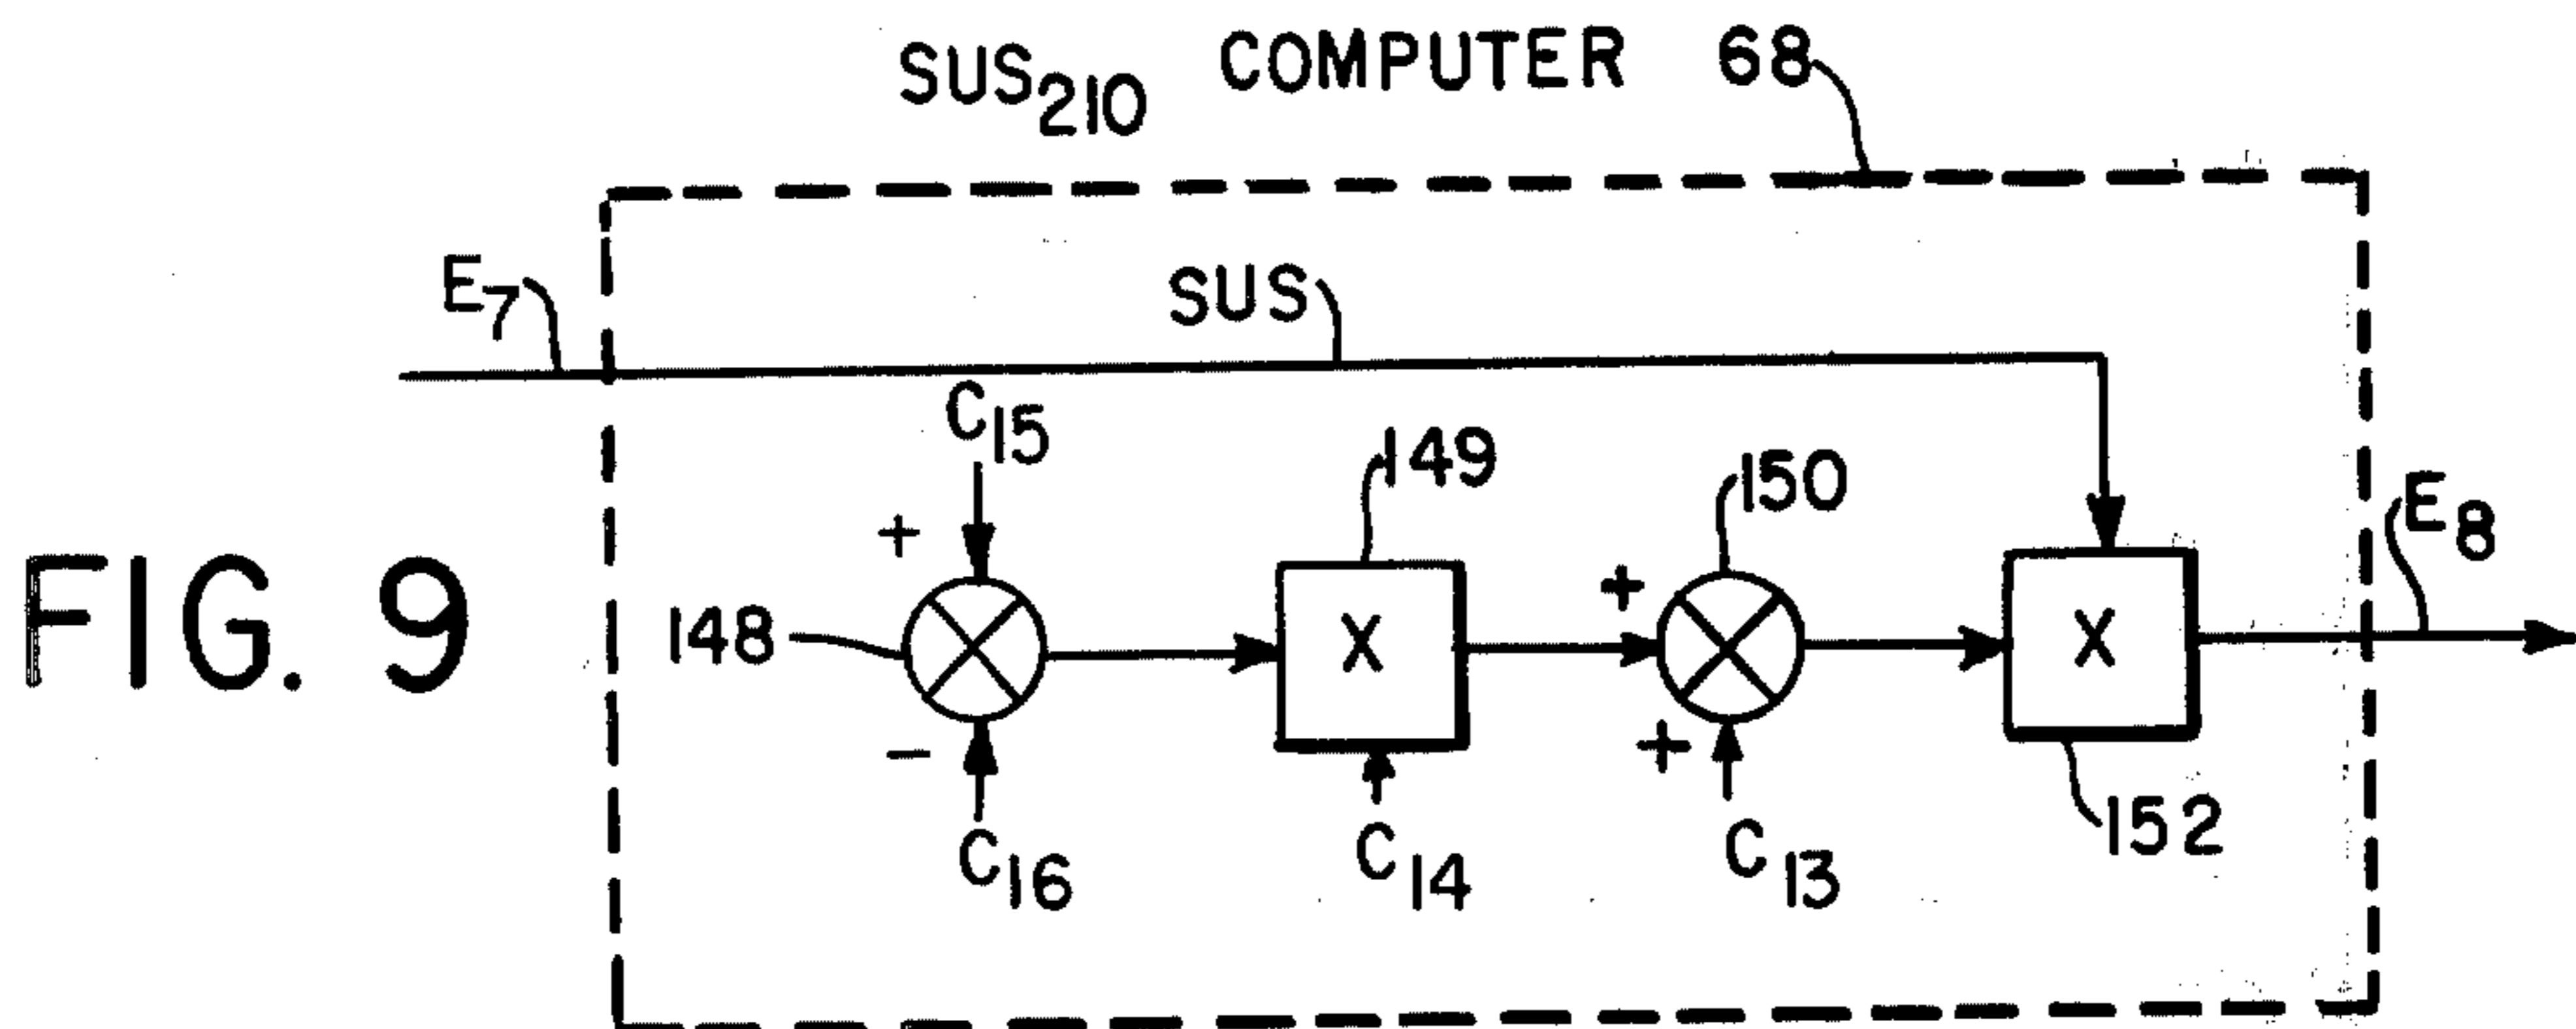 SUS210 COMPUTER 68
E7
SUS
C15
149
150
E8
+
+
FIG. 9
148
X
X
-
+
C16
C14
C13
152